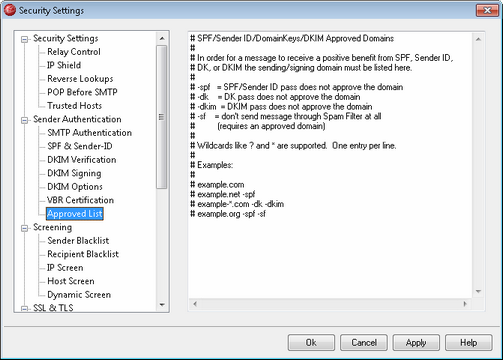 Security Settings
Security Settings
Relay Control
IP Shield
Reverse Lookups
POP Before SMTP
Trusted Hosts
Sender Authentication
SMTP Authentication
SPF & Sender-ID
DKIM Verification
DKIM Signing
DKIM Options
VBR Certification
Approved List
Screening
Sender Blacklist
Recipient Blacklist
IP Screen
Host Screen
Dynamic Screen
SSL & TLS
# SPF/Sender ID/DomainKeys/DKIM Approved Domains
#
# In order for a message to receive a positive benefit from SPF, Sender ID,
# DK, or DKIM the sending/signing domain must be listed here.
#
# -spf = SPF/Sender ID pass does not approve the domain
# -dk = DK pass does not approve the domain
# -dkim = DKIM pass does not approve the domain
# -sf = don't send message through Spam Filter at all
# (requires an approved domain)
#
# Wildcards like ? and * are supported. One entry per line.
#
# Examples:
#
# example.com
# example.net -spf
# example-*.com -dk -dkim
# example.org -spf -sf
Ok
Cancel
Apply
Help